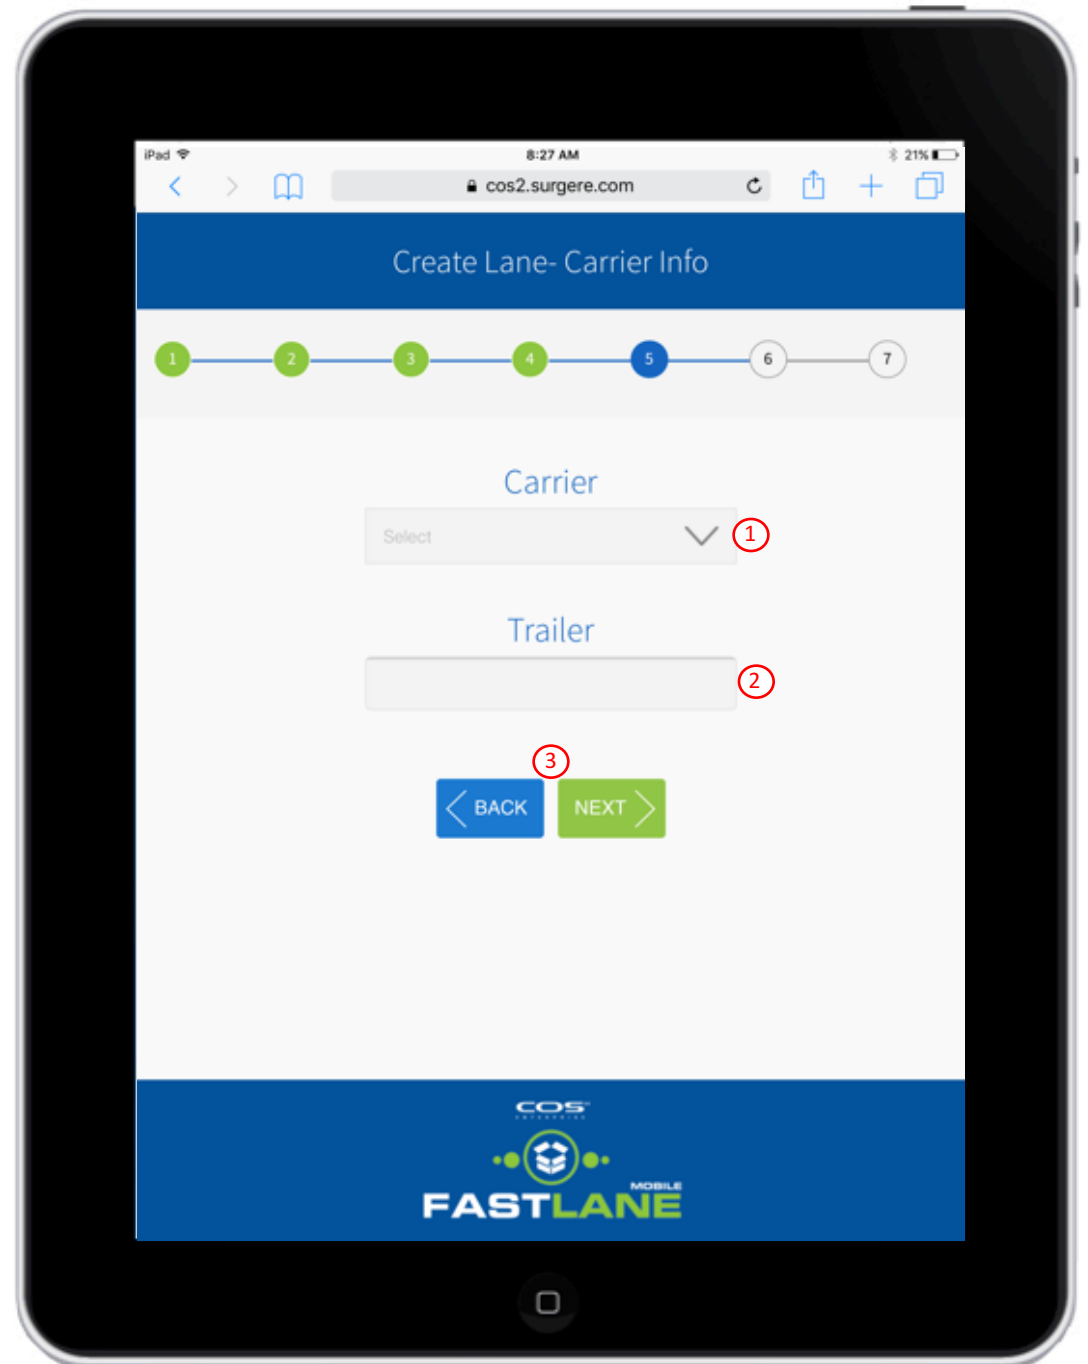 iPad 8:27 AM 21%
cos2.surgere.com
Create Lane- Carrier Info
1 2 3 4 5 6 7
Carrier
Select 1
Trailer
2
3
BACK NEXT
COS
ENTERPRISE
MOBILE
FASTLANE